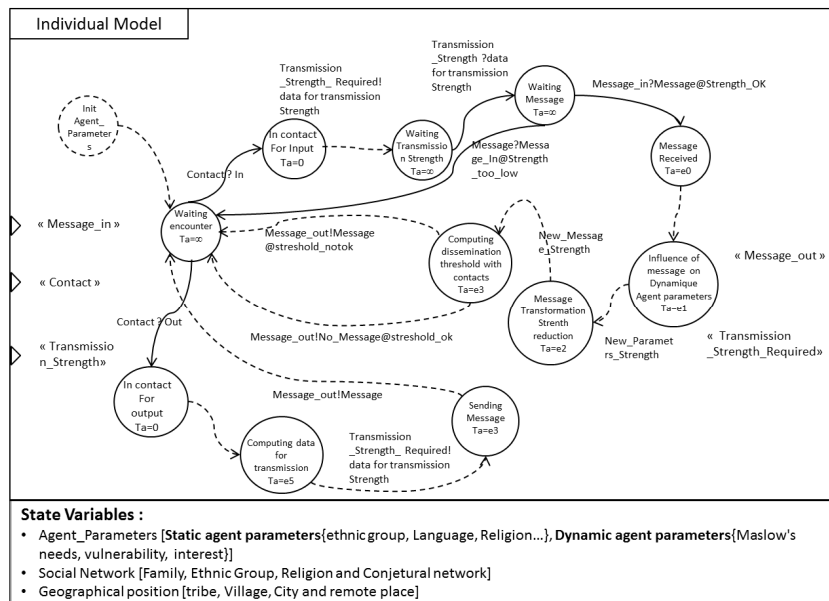 Individual Model
Init
Agent_
Parameter
s
Transmission
_Strength_ Required!
data for transmission
Strength
In contact
For Input
Ta=0
Transmission
_Strength ?data
for transmission
Strength
Waiting
Transmissio
n Strength
Ta=∞
Waiting
Message
Ta=∞
Message_in?Message@Strength_OK
Message
Received
Ta=e0
Contact ? In
Message?Messa
ge_In@Strength
_too_low
Waiting
encounter
Ta=∞
« Message_in »
« Contact »
« Transmissio
n_Strength»
Message_out!Message
@streshold_notok
Computing
dissemination
threshold with
contacts
Ta=e3
New_Messag
e_Strength
Influence of
message on
Dynamique
Agent parameters
Ta=e1
« Message_out »
Message
Transformation
Strenth
reduction
Ta=e2
New_Parame
trs_Strength
« Transmission
_Strength_Required»
Contact ? Out
Message_out!No_Message@streshold_ok
In contact
For
output
Ta=0
Message_out!Message
Sending
Message
Ta=e3
Computing data
for
transmission
Ta=e5
Transmission
_Strength_ Required!
data for transmission
Strength
State Variables :
• Agent_Parameters [Static agent parameters{ethnic group, Language, Religion...}, Dynamic agent parameters{Maslow's
needs, vulnerability, interest}]
• Social Network [Family, Ethnic Group, Religion and Conjetural network]
• Geographical position [tribe, Village, City and remote place]